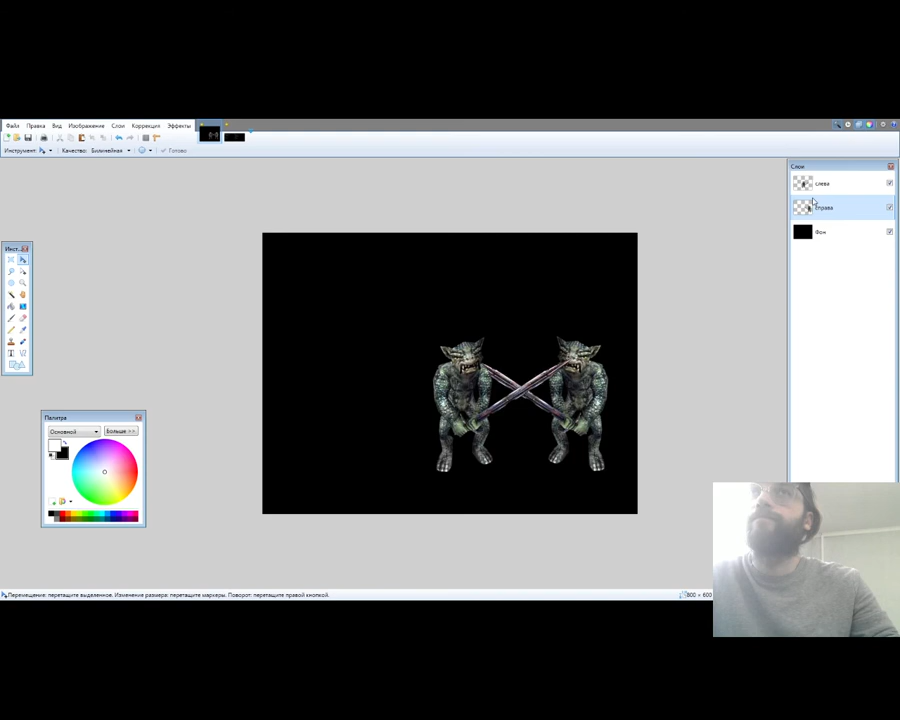 Файл Правка Вид Изображение Слои Коррекция Эффекты
Инструмент: Качество: Билинейная Готово
Слои
слева
справа
Фон
Инст...
Палитра
Основной Больше >>
Перемещение: перетащите выделенное. Изменение размера: перетащите маркеры. Поворот: перетащите правой кнопкой.
800 × 600